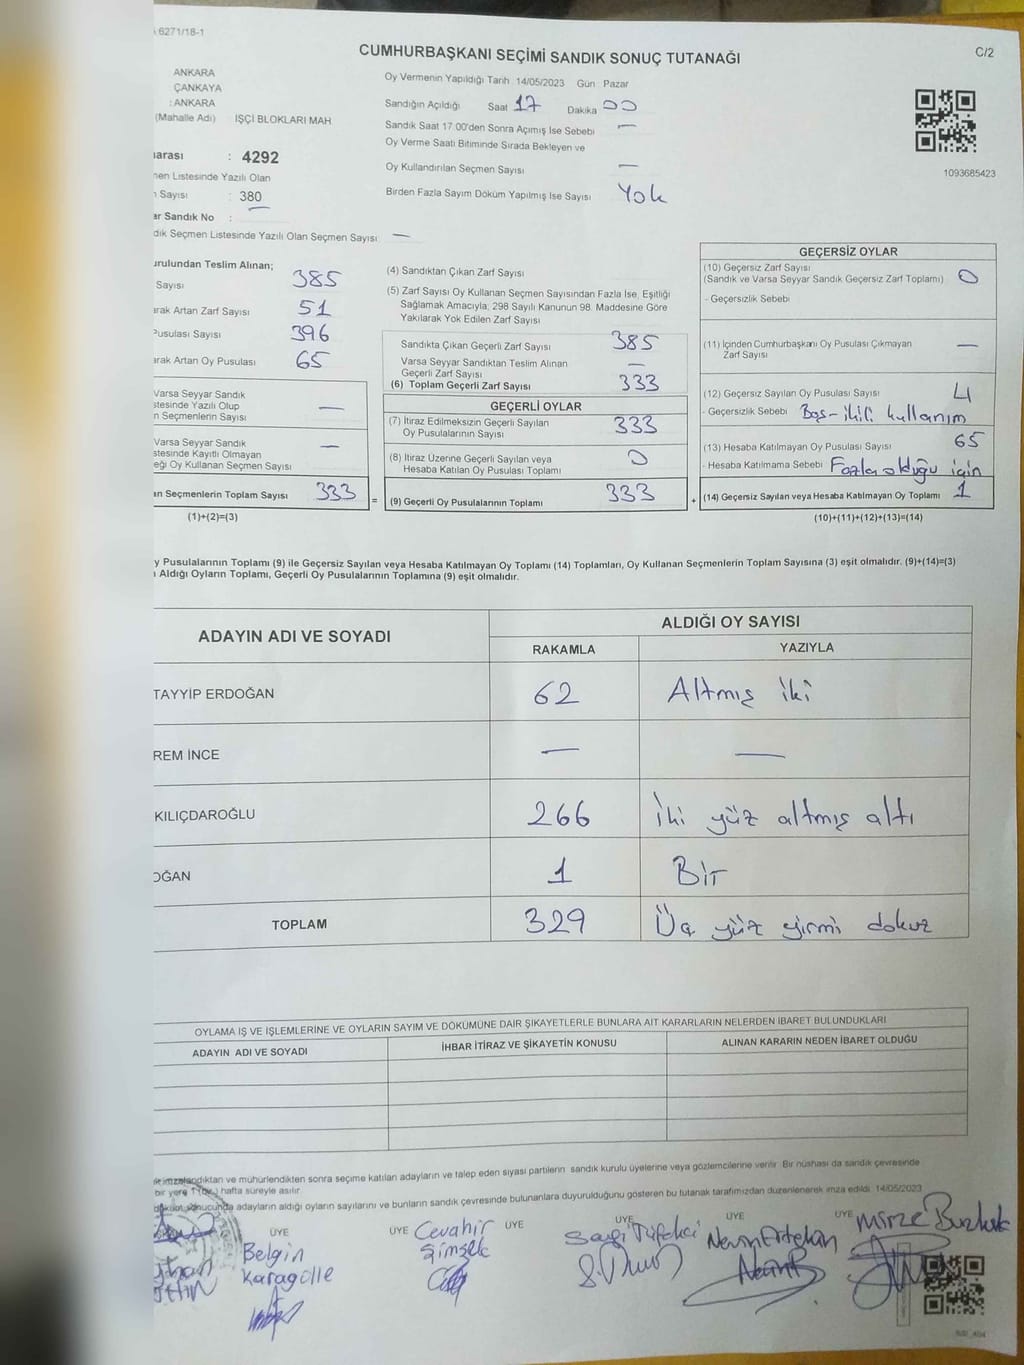 6271/18-1
CUMHURBAŞKANI SEÇİMİ SANDIK SONUÇ TUTANAĞI
C/2
ANKARA
ÇANKAYA
: ANKARA
(Mahalle Adı) İŞÇİ BLOKLARI MAH
arası : 4292
nen Listesinde Yazılı Olan
Sayısı : 380
ar Sandık No :
dık Seçmen Listesinde Yazılı Olan Seçmen Sayısı —
Oy Vermenin Yapıldığı Tarih 14/05/2023 Gün Pazar
Sandığın Açıldığı Saat 17 Dakika 00
Sandık Saat 17:00'den Sonra Açımış İse Sebebi —
Oy Verme Saati Bitiminde Sırada Bekleyen ve
Oy Kullandırılan Seçmen Sayısı —
Birden Fazla Sayım Döküm Yapılmış İse Sayısı Yok
1093685423
urulundan Teslim Alınan;
Sayısı 385
arak Artan Zarf Sayısı 51
Pusulası Sayısı 396
arak Artan Oy Pusulası 65
Varsa Seyyar Sandık
stesinde Yazılı Olup
n Seçmenlerin Sayısı —
Varsa Seyyar Sandık
stesinde Kayıtlı Olmayan
eği Oy Kullanan Seçmen Sayısı —
an Seçmenlerin Toplam Sayısı 333 =
(1)+(2)=(3)
(4) Sandıktan Çıkan Zarf Sayısı
(5) Zarf Sayısı Oy Kullanan Seçmen Sayısından Fazla İse, Eşitliği
Sağlamak Amacıyla; 298 Sayılı Kanunun 98. Maddesine Göre
Yakılarak Yok Edilen Zarf Sayısı
Sandıkta Çıkan Geçerli Zarf Sayısı 385
Varsa Seyyar Sandıktan Teslim Alınan
Geçerli Zarf Sayısı —
(6) Toplam Geçerli Zarf Sayısı 333
GEÇERLİ OYLAR
(7) İtiraz Edilmeksizin Geçerli Sayılan
Oy Pusulalarının Sayısı 333
(8) İtiraz Üzerine Geçerli Sayılan veya
Hesaba Katılan Oy Pusulası Toplamı 0
(9) Geçerli Oy Pusulalarının Toplamı 333 +
GEÇERSİZ OYLAR
(10) Geçersiz Zarf Sayısı
(Sandık ve Varsa Seyyar Sandık Geçersiz Zarf Toplamı) 0
- Geçersizlik Sebebi
(11) İçinden Cumhurbaşkanı Oy Pusulası Çıkmayan
Zarf Sayısı —
(12) Geçersiz Sayılan Oy Pusulası Sayısı 4
- Geçersizlik Sebebi Boş - ikili kullanım
(13) Hesaba Katılmayan Oy Pusulası Sayısı 65
- Hesaba Katılmama Sebebi Fazla olduğu için
(14) Geçersiz Sayılan veya Hesaba Katılmayan Oy Toplamı 1
(10)+(11)+(12)+(13)=(14)
y Pusulalarının Toplamı (9) ile Geçersiz Sayılan veya Hesaba Katılmayan Oy Toplamı (14) Toplamları, Oy Kullanan Seçmenlerin Toplam Sayısına (3) eşit olmalıdır. (9)+(14)=(3)
Aldığı Oyların Toplamı, Geçerli Oy Pusulalarının Toplamına (9) eşit olmalıdır.
ADAYIN ADI VE SOYADI
ALDIĞI OY SAYISI
RAKAMLA YAZIYLA
TAYYİP ERDOĞAN 62 Altmış iki
REM İNCE — —
KILIÇDAROĞLU 266 İki yüz altmış altı
OĞAN 1 Bir
TOPLAM 329 Üç yüz yirmi dokuz
OYLAMA İŞ VE İŞLEMLERİNE VE OYLARIN SAYIM VE DÖKÜMÜNE DAİR ŞİKAYETLERLE BUNLARA AİT KARARLARIN NELERDEN İBARET BULUNDUKLARI
ADAYIN ADI VE SOYADI İHBAR İTİRAZ VE ŞİKAYETİN KONUSU ALINAN KARARIN NEDEN İBARET OLDUĞU
imzalandıktan ve mühürlendikten sonra seçime katılan adayların ve talep eden siyasi partilerin sandık kurulu üyelerine veya gözlemcilerine verilir. Bir nüshası da sandık çevresinde
bir yere 1 (bir) hafta süreyle asılır.
sonucunda adayların aldığı oyların sayılarını ve bunların sandık çevresinde bulunanlara duyurulduğunu gösteren bu tutanak tarafımızdan düzenlenerek imza edildi. 14/05/2023
ÜYE ÜYE ÜYE ÜYE ÜYE ÜYE
Belgin Karagülle
Cevahir Şimşek
Sevgi Tüfekci
Nevin Ertekan